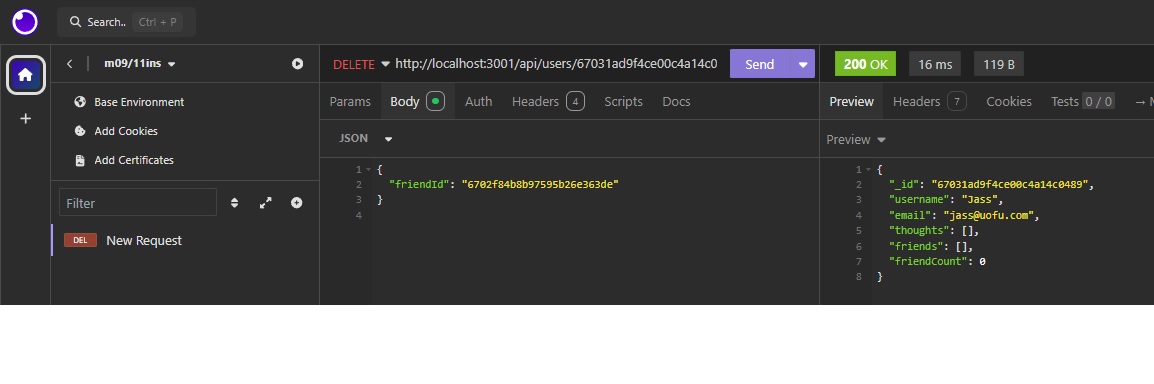 Search.. Ctrl + P
m09/11ins
Base Environment
Add Cookies
Add Certificates
Filter
DEL New Request
DELETE http://localhost:3001/api/users/67031ad9f4ce00c4a14c0 Send
Params Body Auth Headers 4 Scripts Docs
JSON
1 {
2 "friendId": "6702f84b8b97595b26e363de"
3 }
4
200 OK 16 ms 119 B
Preview Headers 7 Cookies Tests 0 / 0 → M
Preview
1 {
2 "_id": "67031ad9f4ce00c4a14c0489",
3 "username": "Jass",
4 "email": "jass@uofu.com",
5 "thoughts": [],
6 "friends": [],
7 "friendCount": 0
8 }